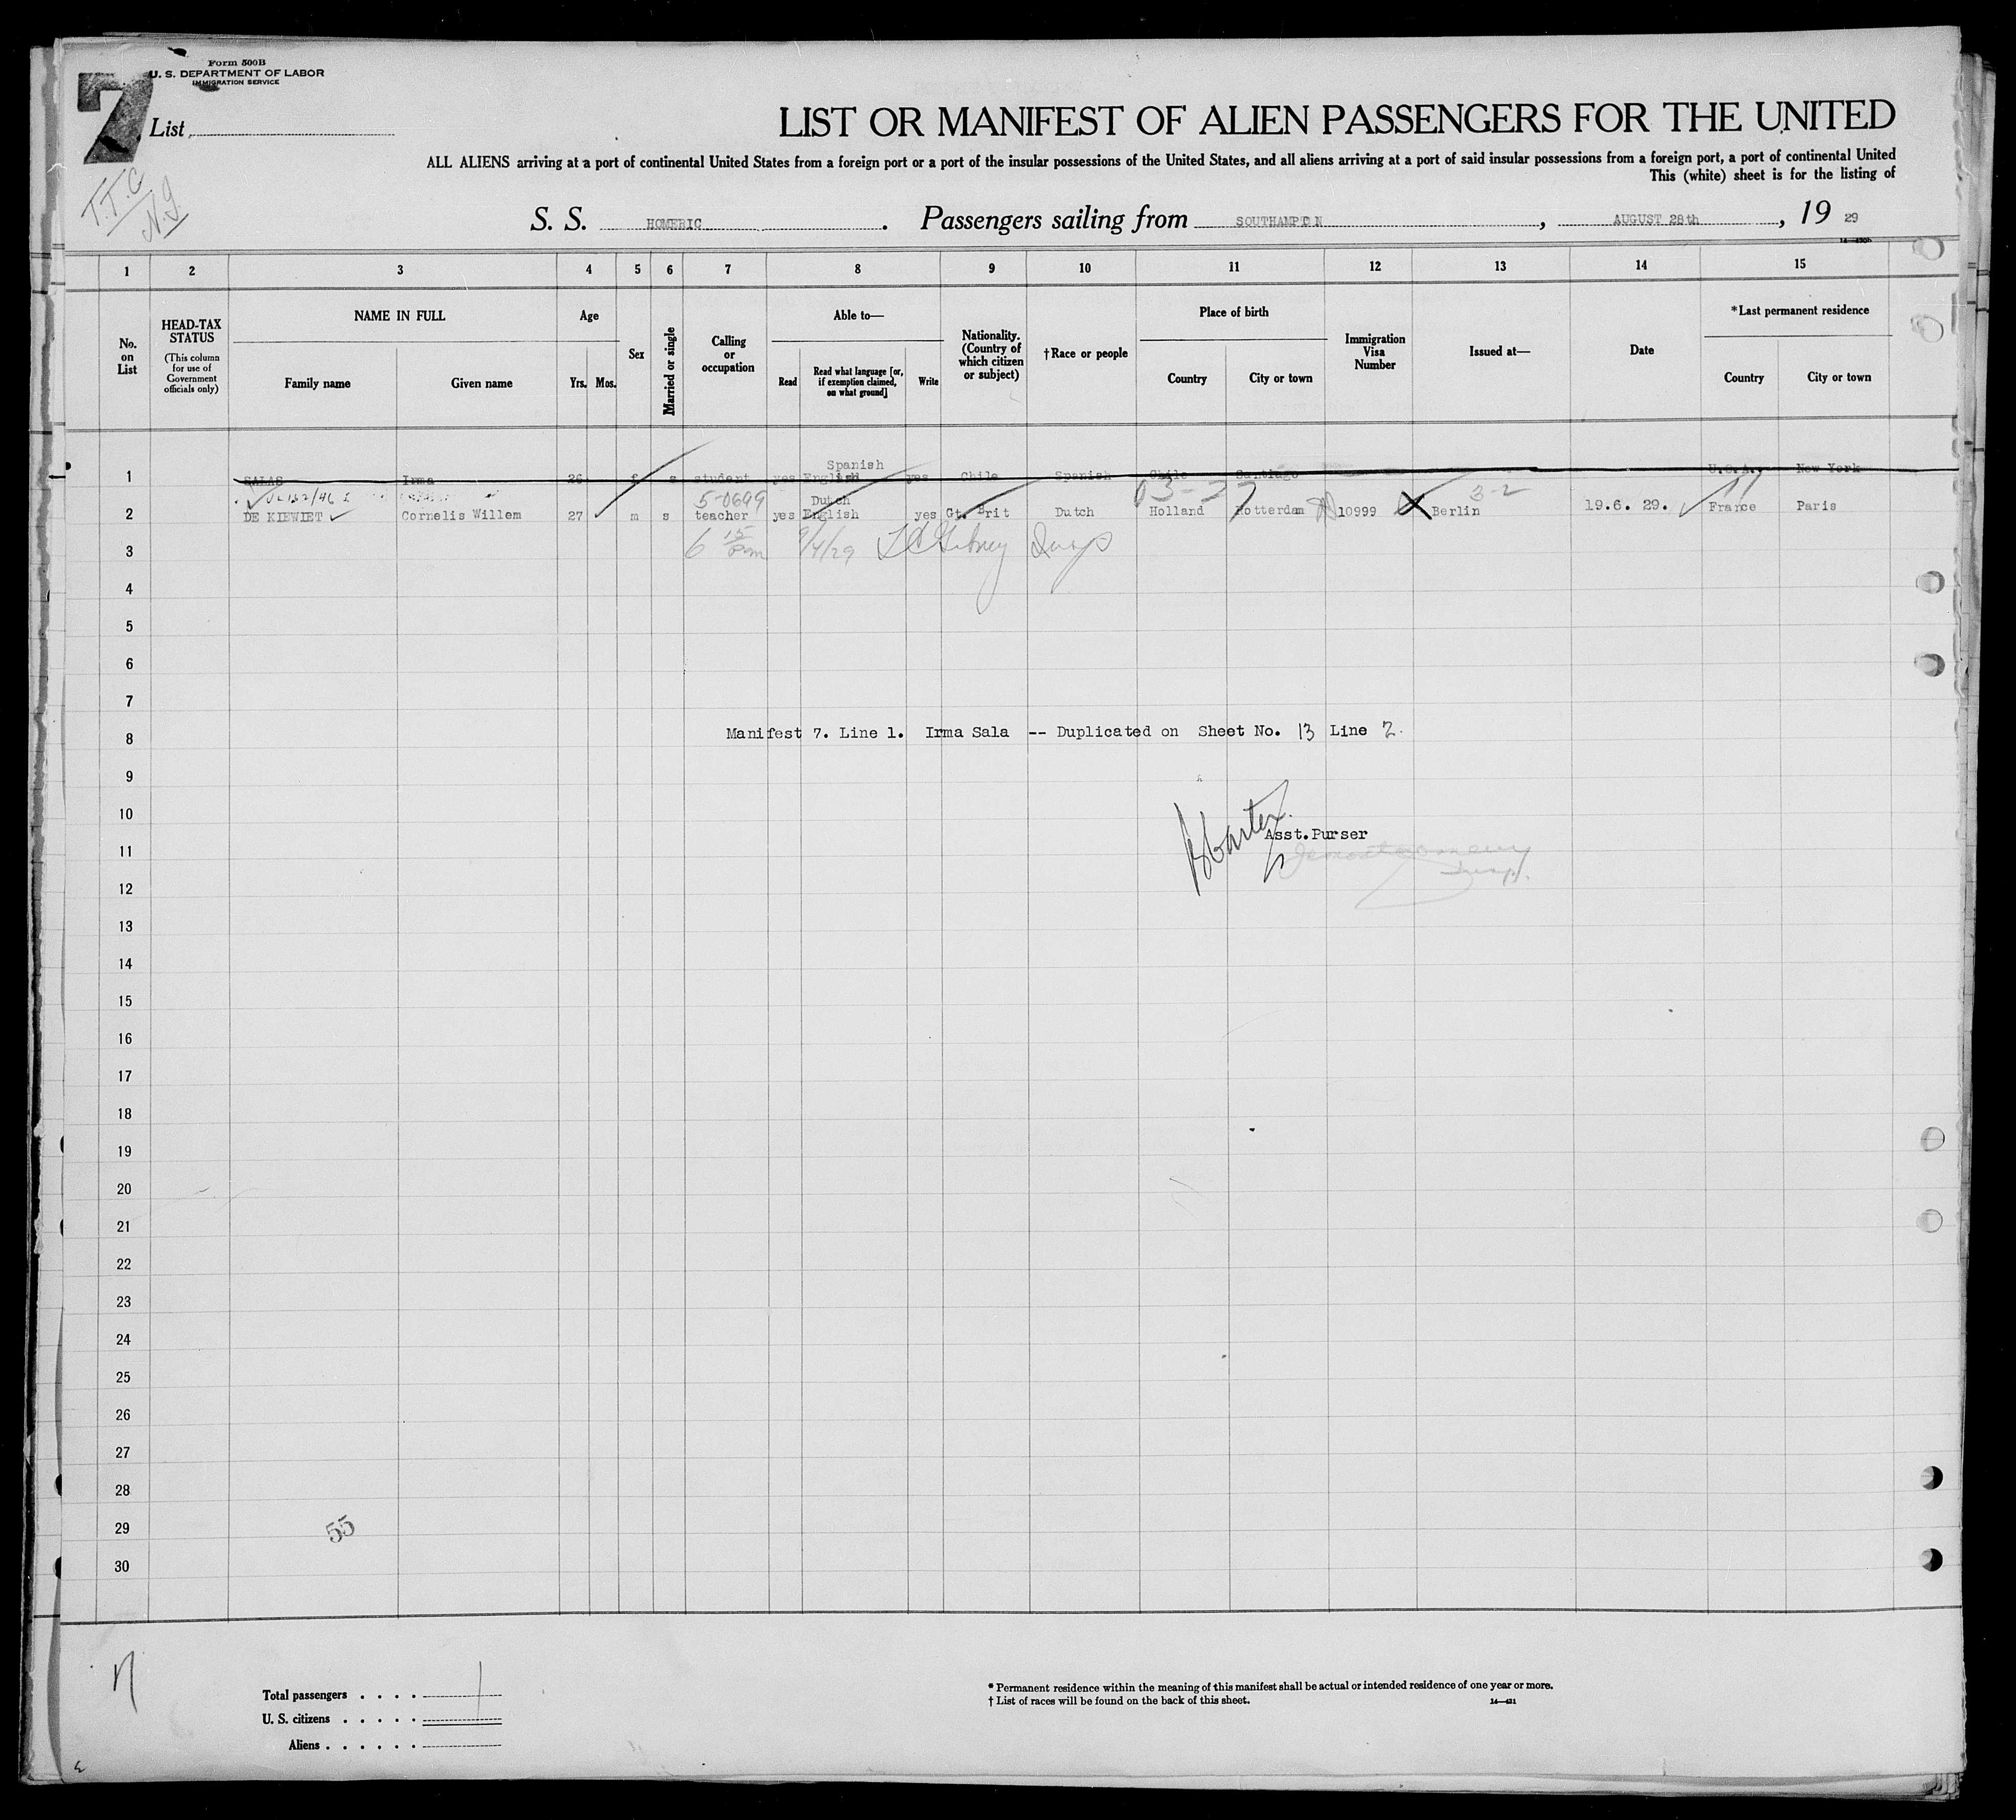 Form 500B
U. S. DEPARTMENT OF LABOR
IMMIGRATION SERVICE
7
List
T.T.C
N.J.
LIST OR MANIFEST OF ALIEN PASSENGERS FOR THE UNITED
ALL ALIENS arriving at a port of continental United States from a foreign port or a port of the insular possessions of the United States, and all aliens arriving at a port of said insular possessions from a foreign port, a port of continental United
This (white) sheet is for the listing of
S. S. HOMERIC. Passengers sailing from SOUTHAMPTON, AUGUST 28th, 19 29
1 2 3 4 5 6 7 8 9 10 11 12 13 14 15
No. on List
HEAD-TAX STATUS
(This column for use of Government officials only)
NAME IN FULL
Family name Given name
Age
Yrs. Mos.
Sex
Married or single
Calling or occupation
Able to—
Read
Read what language [or, if exemption claimed, on what ground]
Write
Nationality. (Country of which citizen or subject)
†Race or people
Place of birth
Country City or town
Immigration Visa Number
Issued at—
Date
*Last permanent residence
Country City or town
Spanish
1 SALAS Irma 26 f s student yes English yes Chile Spanish Chile Santiago U.S.A. New York
5-0699 Dutch 3-2
2 DE KIEWIET Cornelis Willem 27 m s teacher yes English yes Gt. Brit Dutch Holland Rotterdam 10999 Berlin 19.6. 29. France Paris
3 6 15 pm 9/4/29 Insp
4
5
6
7
8 Manifest 7. Line 1. Irma Sala -- Duplicated on Sheet No. 13 Line 2.
9
10
Asst.Purser
11
12
13
14
15
16
17
18
19
20
21
22
23
24
25
26
27
28
29 55
30
Total passengers . . . . 1
U. S. citizens . . . . .
Aliens . . . . . .
* Permanent residence within the meaning of this manifest shall be actual or intended residence of one year or more.
† List of races will be found on the back of this sheet.
14—431